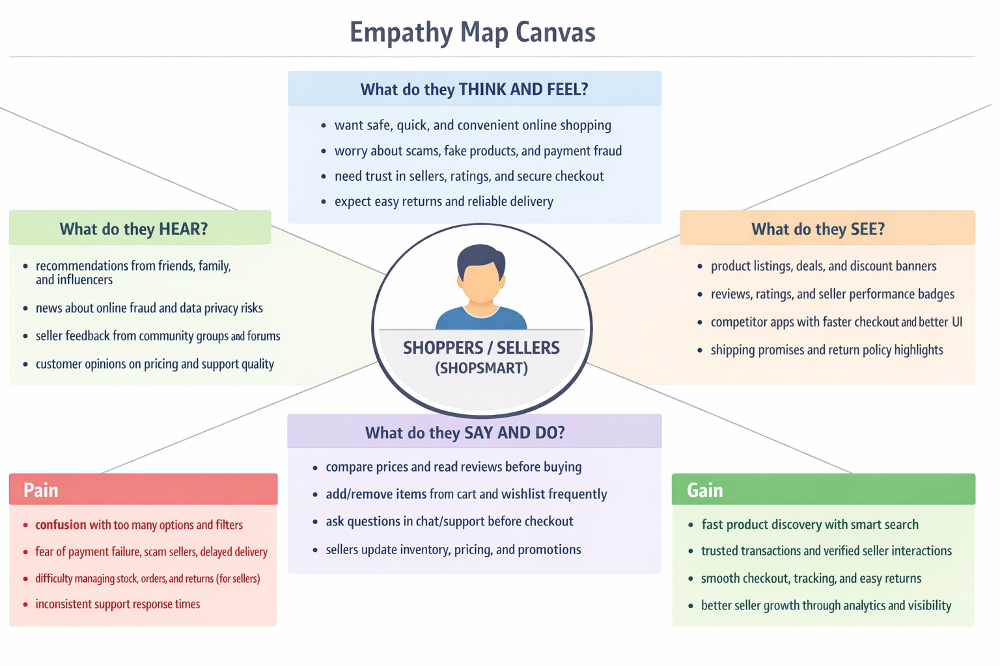 Empathy Map Canvas
What do they THINK AND FEEL?
• want safe, quick, and convenient online shopping
• worry about scams, fake products, and payment fraud
• need trust in sellers, ratings, and secure checkout
• expect easy returns and reliable delivery
What do they HEAR?
• recommendations from friends, family,
and influencers
• news about online fraud and data privacy risks
• seller feedback from community groups and forums
• customer opinions on pricing and support quality
SHOPPERS / SELLERS
(SHOPSMART)
What do they SEE?
• product listings, deals, and discount banners
• reviews, ratings, and seller performance badges
• competitor apps with faster checkout and better UI
• shipping promises and return policy highlights
What do they SAY AND DO?
• compare prices and read reviews before buying
• add/remove items from cart and wishlist frequently
• ask questions in chat/support before checkout
• sellers update inventory, pricing, and promotions
Pain
• confusion with too many options and filters
• fear of payment failure, scam sellers, delayed delivery
• difficulty managing stock, orders, and returns (for sellers)
• inconsistent support response times
Gain
• fast product discovery with smart search
• trusted transactions and verified seller interactions
• smooth checkout, tracking, and easy returns
• better seller growth through analytics and visibility